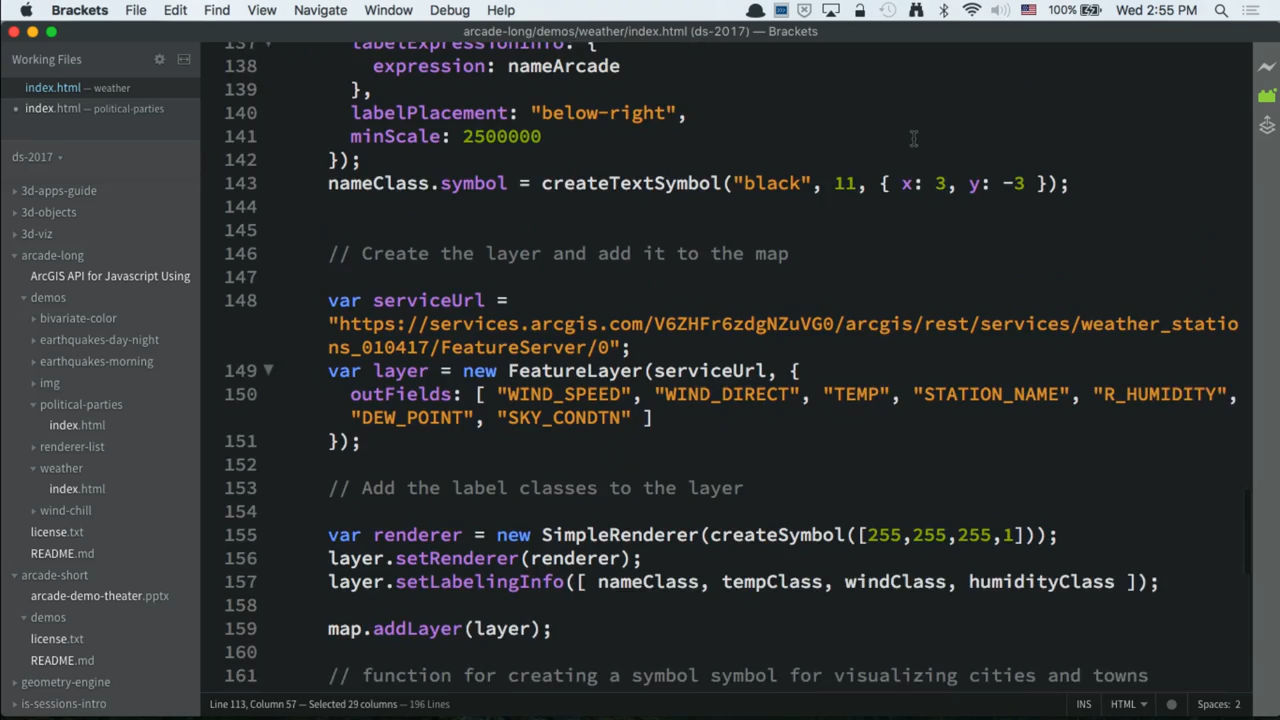 Brackets File Edit Find View Navigate Window Debug Help 100% Wed 2:55 PM
arcade-long/demos/weather/index.html (ds-2017) — Brackets
Working Files
index.html — weather
index.html — political-parties
ds-2017
3d-apps-guide
3d-objects
3d-viz
arcade-long
ArcGIS API for Javascript Using
demos
bivariate-color
earthquakes-day-night
earthquakes-morning
img
political-parties
index.html
renderer-list
weather
index.html
wind-chill
license.txt
README.md
arcade-short
arcade-demo-theater.pptx
demos
license.txt
README.md
geometry-engine
is-sessions-intro
137 labelExpressionInfo: {
138 expression: nameArcade
139 },
140 labelPlacement: "below-right",
141 minScale: 2500000
142 });
143 nameClass.symbol = createTextSymbol("black", 11, { x: 3, y: -3 });
144
145
146 // Create the layer and add it to the map
147
148 var serviceUrl =
"https://services.arcgis.com/V6ZHFr6zdgNZuVG0/arcgis/rest/services/weather_statio
ns_010417/FeatureServer/0";
149 var layer = new FeatureLayer(serviceUrl, {
150 outFields: [ "WIND_SPEED", "WIND_DIRECT", "TEMP", "STATION_NAME", "R_HUMIDITY",
"DEW_POINT", "SKY_CONDTN" ]
151 });
152
153 // Add the label classes to the layer
154
155 var renderer = new SimpleRenderer(createSymbol([255,255,255,1]));
156 layer.setRenderer(renderer);
157 layer.setLabelingInfo([ nameClass, tempClass, windClass, humidityClass ]);
158
159 map.addLayer(layer);
160
161 // function for creating a symbol symbol for visualizing cities and towns
Line 113, Column 57 — Selected 29 columns — 196 Lines INS HTML Spaces: 2